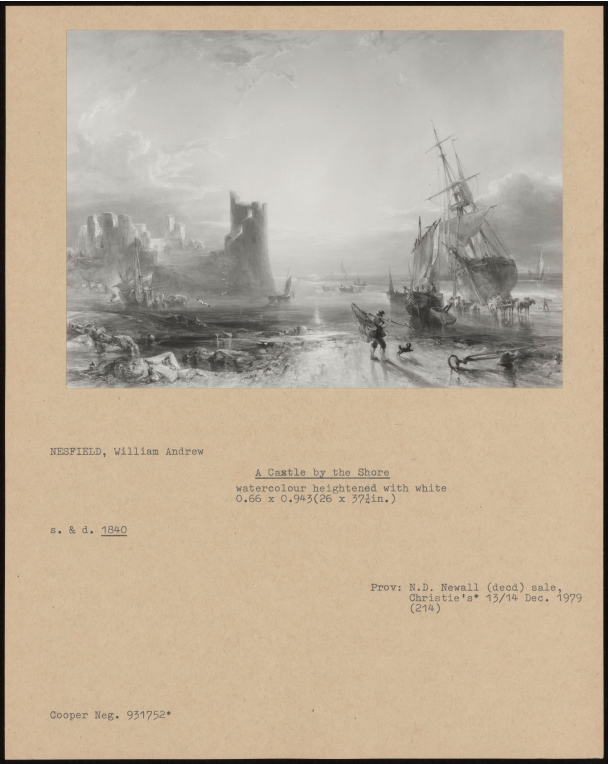 NESFIELD, William Andrew
A Castle by the Shore
watercolour heightened with white
0.66 x 0.943(26 x 37¼in.)
s. & d. 1840
Prov: N.D. Newall (decd) sale,
Christie's* 13/14 Dec. 1979
(214)
Cooper Neg. 931752*